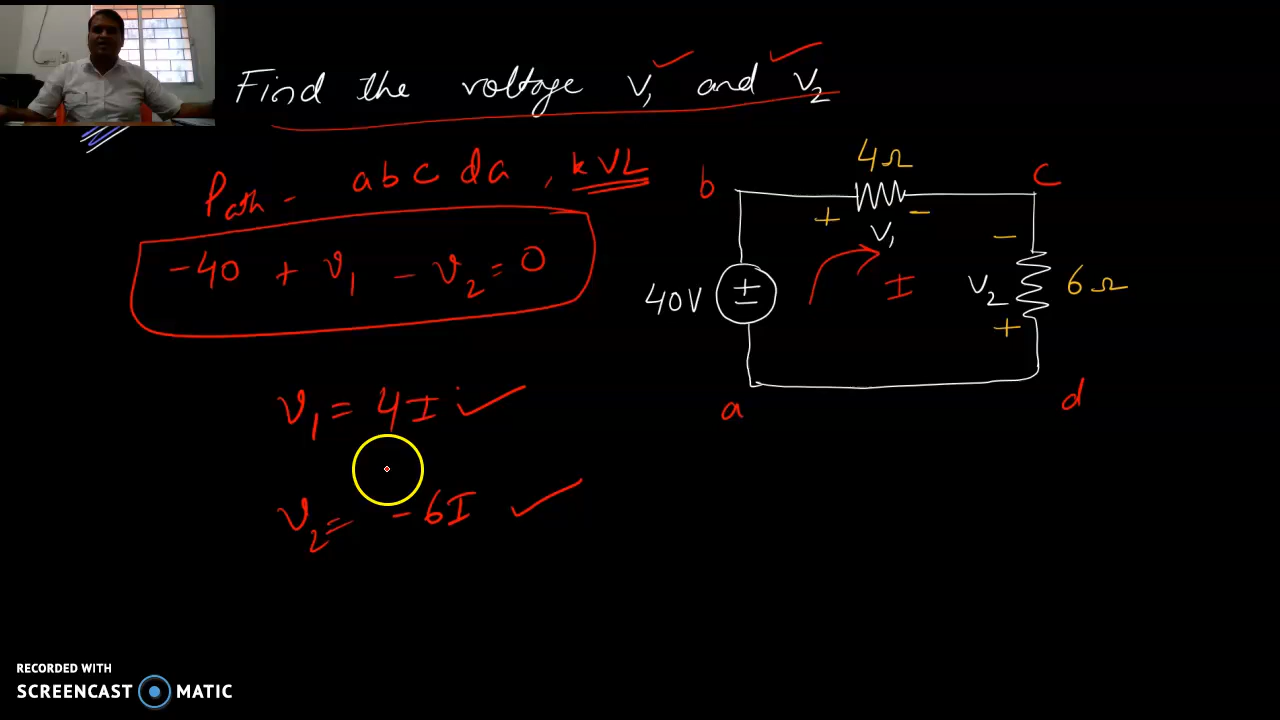 Find the voltage V₁ and V₂
Path - abcda, KVL
-40 + v₁ - v₂ = 0
v₁ = 4I
v₂ = -6I
4Ω
b
c
+
-
V₁
-
I
V₂
6Ω
40V
±
+
a
d
RECORDED WITH
SCREENCAST MATIC